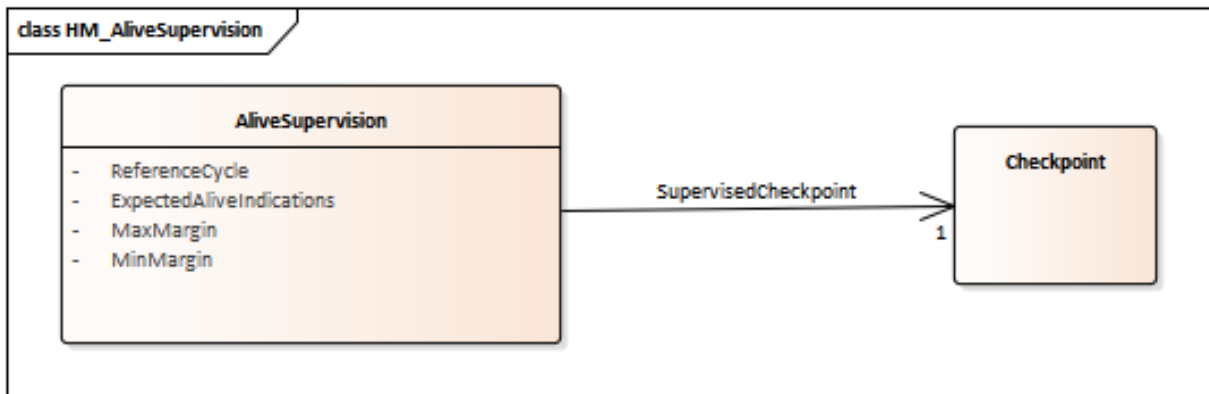 class HM_AliveSupervision
AliveSupervision
- ReferenceCycle
- ExpectedAliveIndications
- MaxMargin
- MinMargin
SupervisedCheckpoint
1
Checkpoint